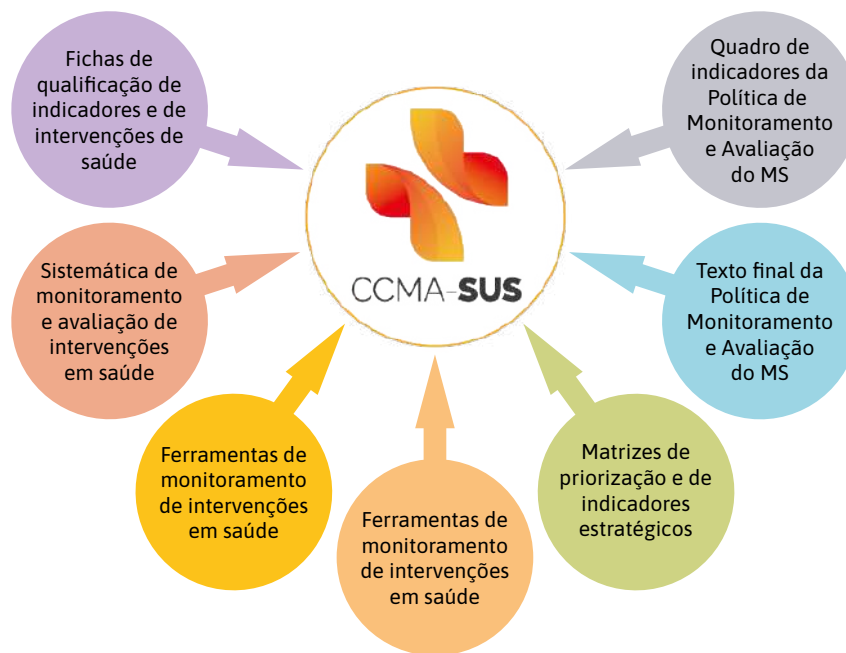 Fichas de
qualificação de
indicadores e de
intervenções de
saúde
Quadro de
indicadores da
Política de
Monitoramento
e Avaliação
do MS
CCMA-SUS
Sistemática de
monitoramento
e avaliação de
intervenções
em saúde
Texto final da
Política de
Monitoramento
e Avaliação
do MS
Ferramentas de
monitoramento
de intervenções
em saúde
Ferramentas de
monitoramento
de intervenções
em saúde
Matrizes de
priorização e de
indicadores
estratégicos